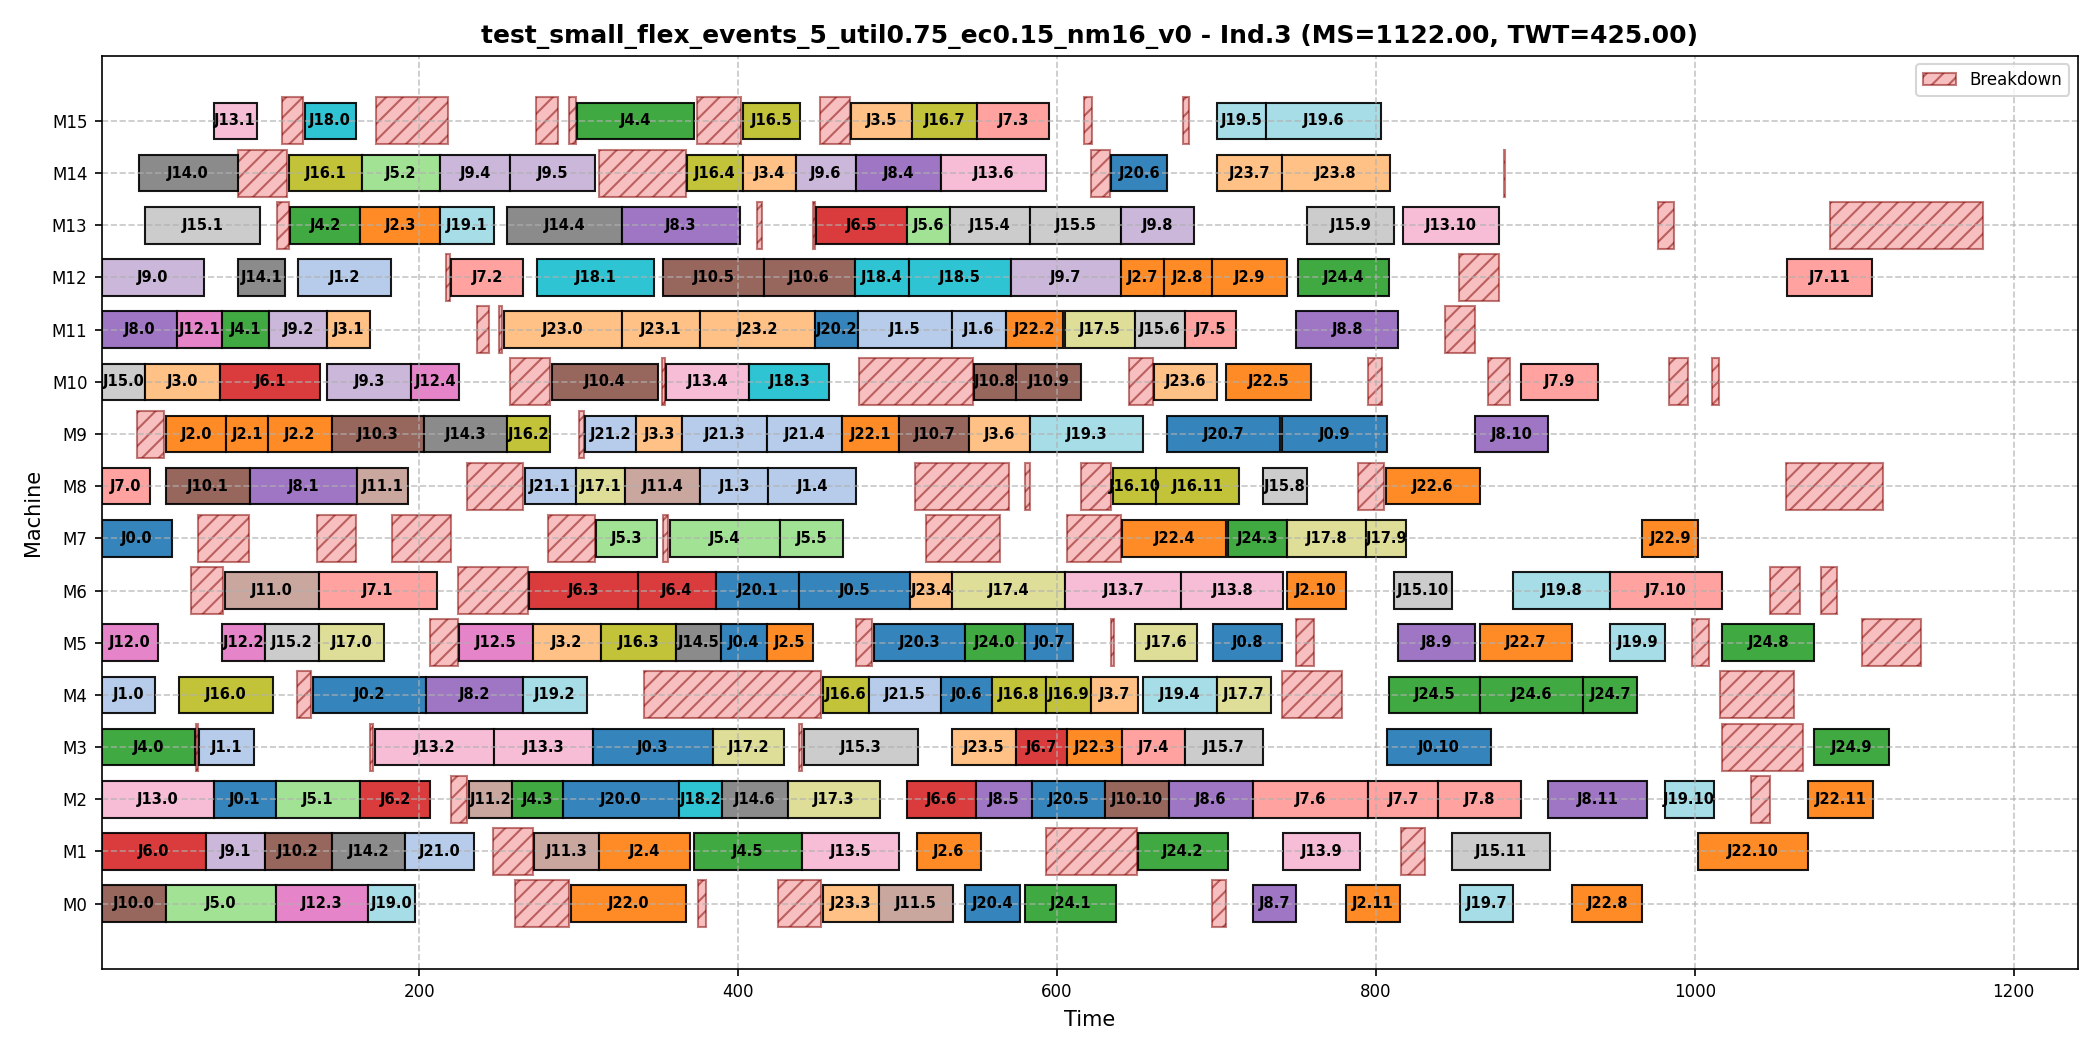 test_small_flex_events_5_util0.75_ec0.15_nm16_v0 - Ind.3 (MS=1122.00, TWT=425.00)
Breakdown
M15 J13.1 J18.0 J4.4 J16.5 J3.5 J16.7 J7.3 J19.5 J19.6
M14 J14.0 J16.1 J5.2 J9.4 J9.5 J16.4 J3.4 J9.6 J8.4 J13.6 J20.6 J23.7 J23.8
M13 J15.1 J4.2 J2.3 J19.1 J14.4 J8.3 J6.5 J5.6 J15.4 J15.5 J9.8 J15.9 J13.10
M12 J9.0 J14.1 J1.2 J7.2 J18.1 J10.5 J10.6 J18.4 J18.5 J9.7 J2.7 J2.8 J2.9 J24.4 J7.11
M11 J8.0 J12.1 J4.1 J9.2 J3.1 J23.0 J23.1 J23.2 J20.2 J1.5 J1.6 J22.2 J17.5 J15.6 J7.5 J8.8
M10 J15.0 J3.0 J6.1 J9.3 J12.4 J10.4 J13.4 J18.3 J10.8 J10.9 J23.6 J22.5 J7.9
M9 J2.0 J2.1 J2.2 J10.3 J14.3 J16.2 J21.2 J3.3 J21.3 J21.4 J22.1 J10.7 J3.6 J19.3 J20.7 J0.9 J8.10
M8 J7.0 J10.1 J8.1 J11.1 J21.1 J17.1 J11.4 J1.3 J1.4 J16.10 J16.11 J15.8 J22.6
M7 J0.0 J5.3 J5.4 J5.5 J22.4 J24.3 J17.8 J17.9 J22.9
M6 J11.0 J7.1 J6.3 J6.4 J20.1 J0.5 J23.4 J17.4 J13.7 J13.8 J2.10 J15.10 J19.8 J7.10
M5 J12.0 J12.2 J15.2 J17.0 J12.5 J3.2 J16.3 J14.5 J0.4 J2.5 J20.3 J24.0 J0.7 J17.6 J0.8 J8.9 J22.7 J19.9 J24.8
M4 J1.0 J16.0 J0.2 J8.2 J19.2 J16.6 J21.5 J0.6 J16.8 J16.9 J3.7 J19.4 J17.7 J24.5 J24.6 J24.7
M3 J4.0 J1.1 J13.2 J13.3 J0.3 J17.2 J15.3 J23.5 J6.7 J22.3 J7.4 J15.7 J0.10 J24.9
M2 J13.0 J0.1 J5.1 J6.2 J11.2 J4.3 J20.0 J18.2 J14.6 J17.3 J6.6 J8.5 J20.5 J10.10 J8.6 J7.6 J7.7 J7.8 J8.11 J19.10 J22.11
M1 J6.0 J9.1 J10.2 J14.2 J21.0 J11.3 J2.4 J4.5 J13.5 J2.6 J24.2 J13.9 J15.11 J22.10
M0 J10.0 J5.0 J12.3 J19.0 J22.0 J23.3 J11.5 J20.4 J24.1 J8.7 J2.11 J19.7 J22.8
Machine
200 400 600 800 1000 1200
Time